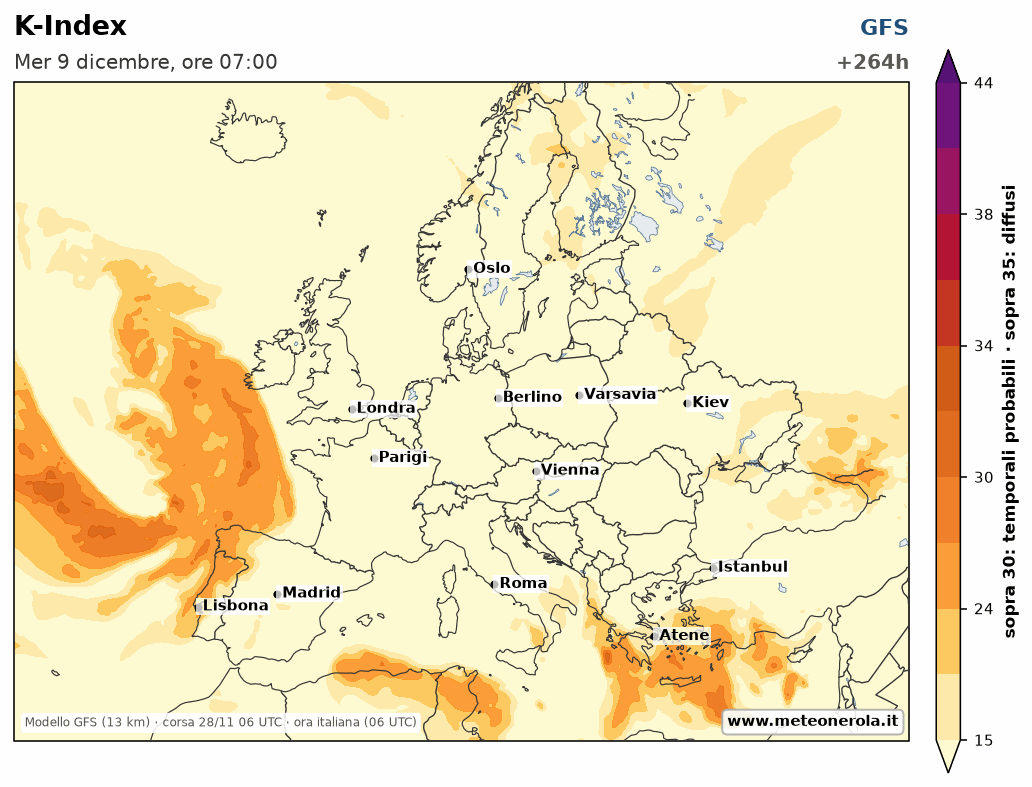 K-Index
GFS
Mer 9 dicembre, ore 07:00
+264h
44
38
34
30
24
15
sopra 30: temporali probabili · sopra 35: diffusi
Oslo
Londra
Berlino
Varsavia
Kiev
Parigi
Vienna
Istanbul
Roma
Madrid
Lisbona
Atene
Modello GFS (13 km) · corsa 28/11 06 UTC · ora italiana (06 UTC)
www.meteonerola.it